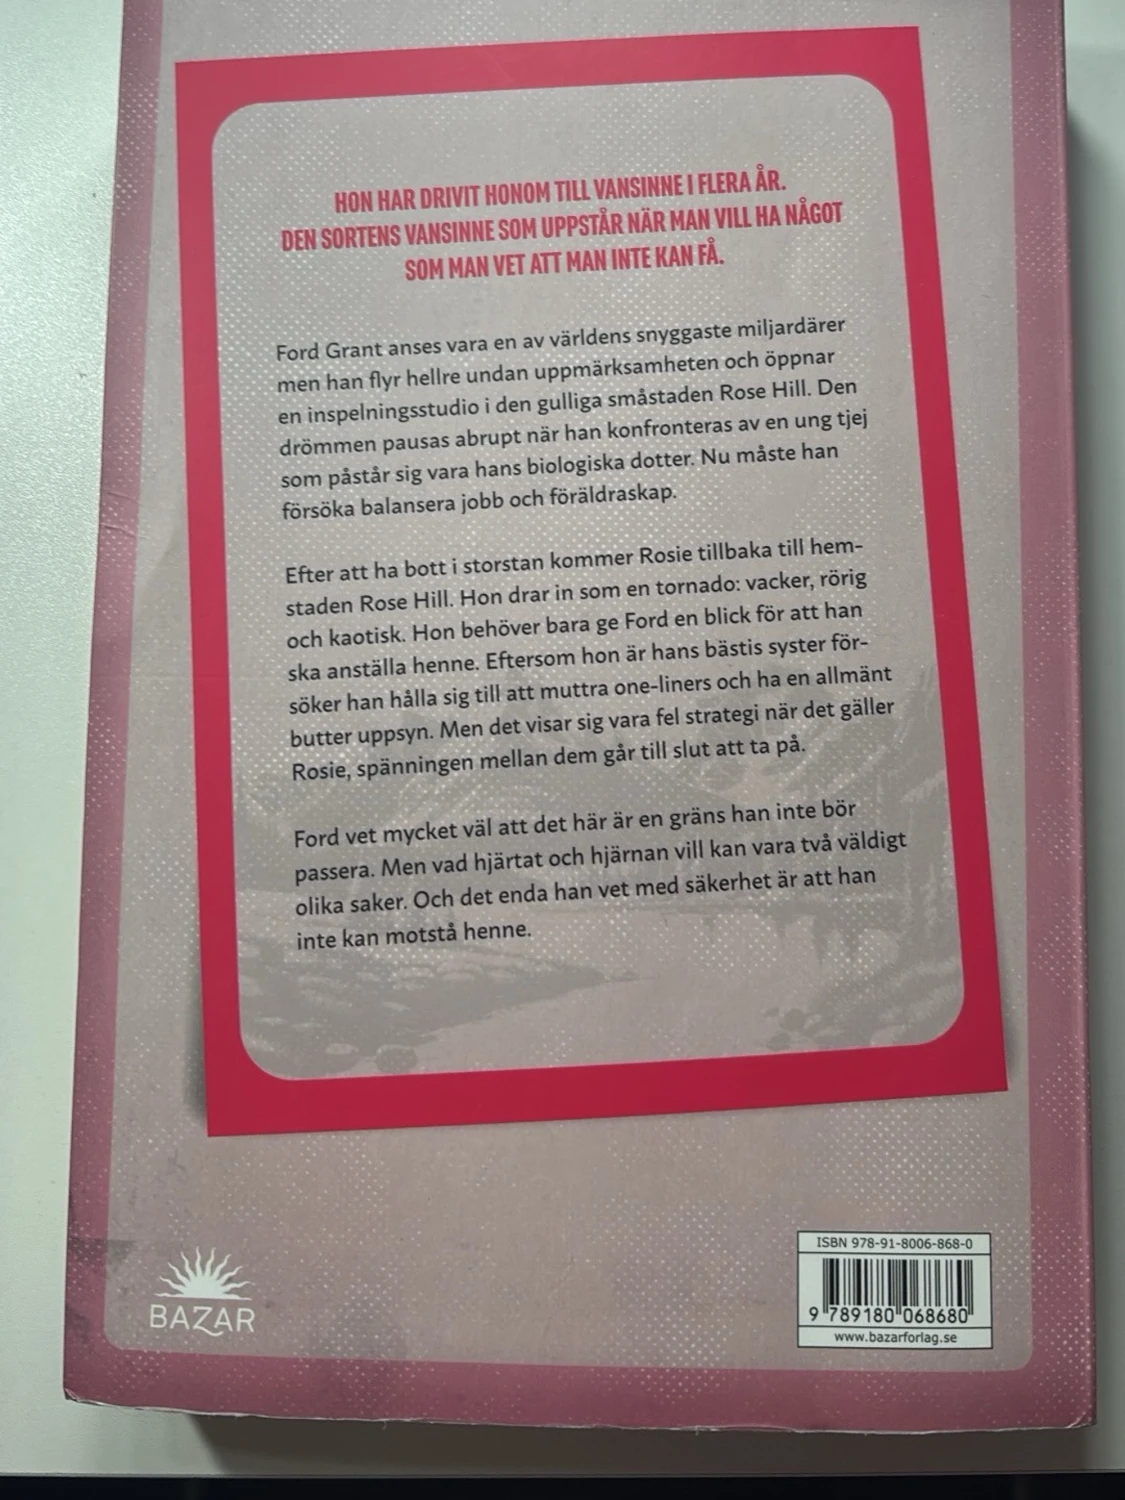 HON HAR DRIVIT HONOM TILL VANSINNE I FLERA ÅR.
DEN SORTENS VANSINNE SOM UPPSTÅR NÄR MAN VILL HA NÅGOT
SOM MAN VET ATT MAN INTE KAN FÅ.
Ford Grant anses vara en av världens snyggaste miljardärer
men han flyr hellre undan uppmärksamheten och öppnar
en inspelningsstudio i den gulliga småstaden Rose Hill. Den
drömmen pausas abrupt när han konfronteras av en ung tjej
som påstår sig vara hans biologiska dotter. Nu måste han
försöka balansera jobb och föräldraskap.
Efter att ha bott i storstan kommer Rosie tillbaka till hem-
staden Rose Hill. Hon drar in som en tornado: vacker, rörig
och kaotisk. Hon behöver bara ge Ford en blick för att han
ska anställa henne. Eftersom hon är hans bästis syster för-
söker han hålla sig till att muttra one-liners och ha en allmänt
butter uppsyn. Men det visar sig vara fel strategi när det gäller
Rosie, spänningen mellan dem går till slut att ta på.
Ford vet mycket väl att det här är en gräns han inte bör
passera. Men vad hjärtat och hjärnan vill kan vara två väldigt
olika saker. Och det enda han vet med säkerhet är att han
inte kan motstå henne.
BAZAR
ISBN 978-91-8006-868-0
9 789180 068680
www.bazarforlag.se